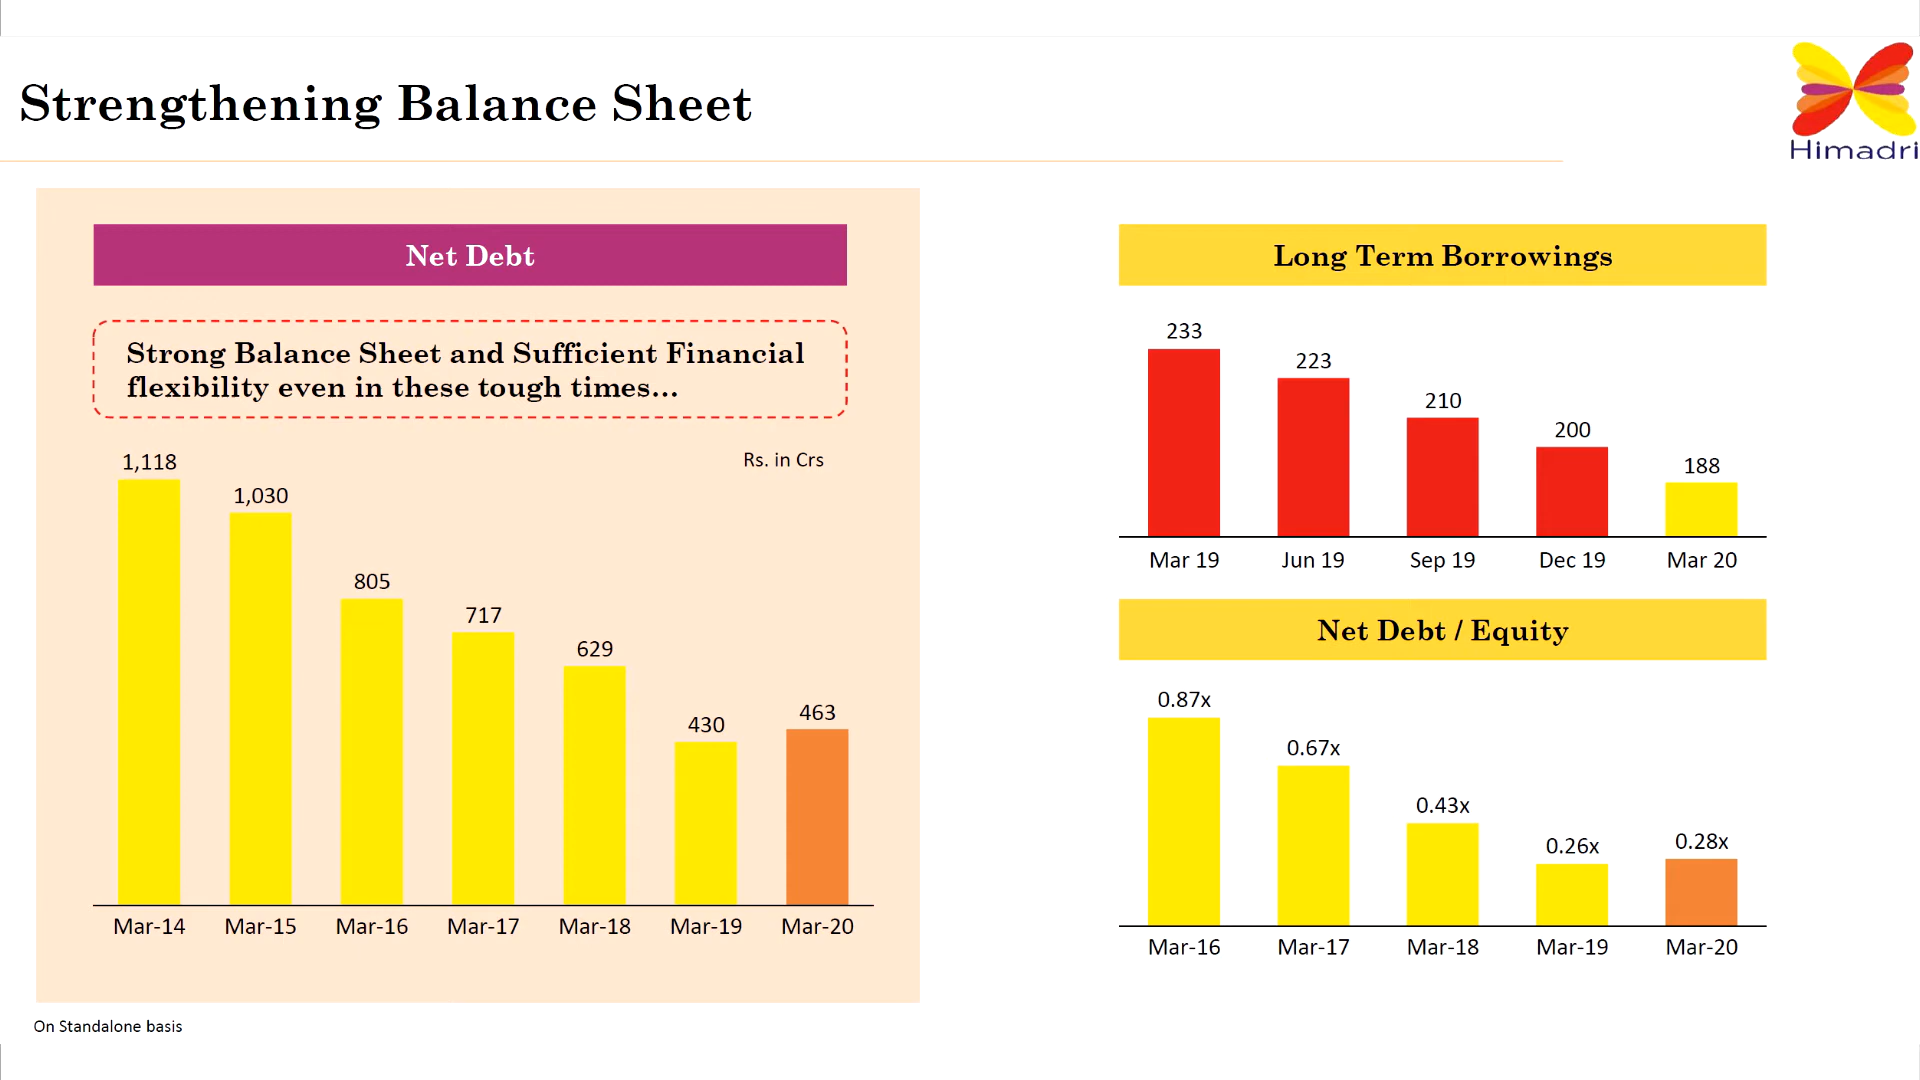 Strengthening Balance Sheet
Himadri
Net Debt
Strong Balance Sheet and Sufficient Financial
flexibility even in these tough times...
Rs. in Crs
1,118
1,030
805
717
629
430
463
Mar-14 Mar-15 Mar-16 Mar-17 Mar-18 Mar-19 Mar-20
Long Term Borrowings
233
223
210
200
188
Mar 19 Jun 19 Sep 19 Dec 19 Mar 20
Net Debt / Equity
0.87x
0.67x
0.43x
0.26x
0.28x
Mar-16 Mar-17 Mar-18 Mar-19 Mar-20
On Standalone basis